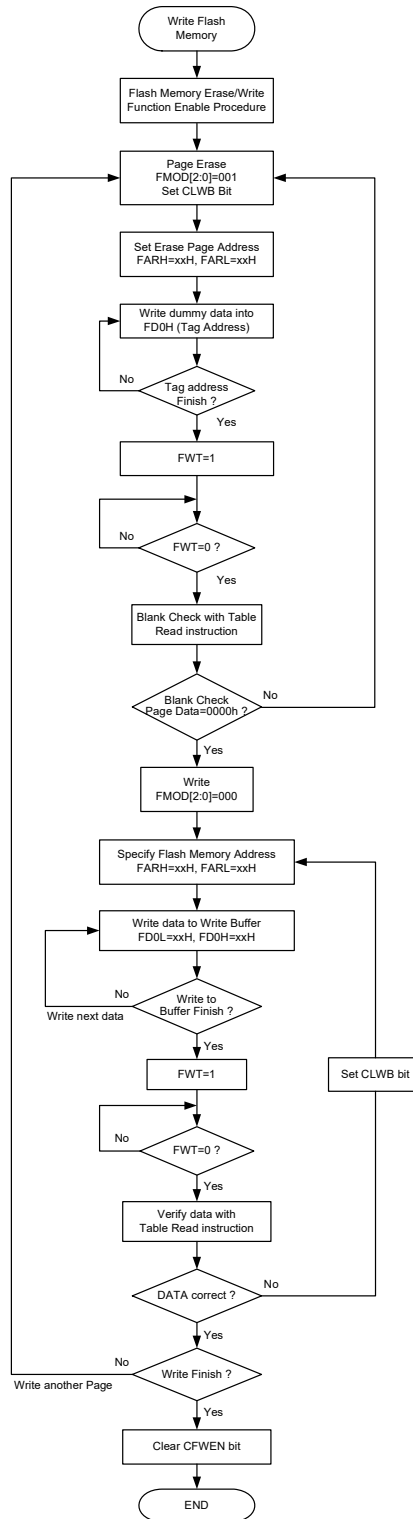 Write Flash
Memory
Flash Memory Erase/Write
Function Enable Procedure
Page Erase
FMOD[2:0]=001
Set CLWB Bit
Set Erase Page Address
FARH=xxH, FARL=xxH
Write dummy data into
FD0H (Tag Address)
No
Tag address
Finish ?
Yes
FWT=1
No
FWT=0 ?
Yes
Blank Check with Table
Read instruction
No
Blank Check
Page Data=0000h ?
Yes
Write
FMOD[2:0]=000
Specify Flash Memory Address
FARH=xxH, FARL=xxH
Write data to Write Buffer
FD0L=xxH, FD0H=xxH
No
Write next data
Write to
Buffer Finish ?
Yes
FWT=1
Set CLWB bit
No
FWT=0 ?
Yes
Verify data with
Table Read instruction
No
DATA correct ?
Yes
No
Write another Page
Write Finish ?
Yes
Clear CFWEN bit
END